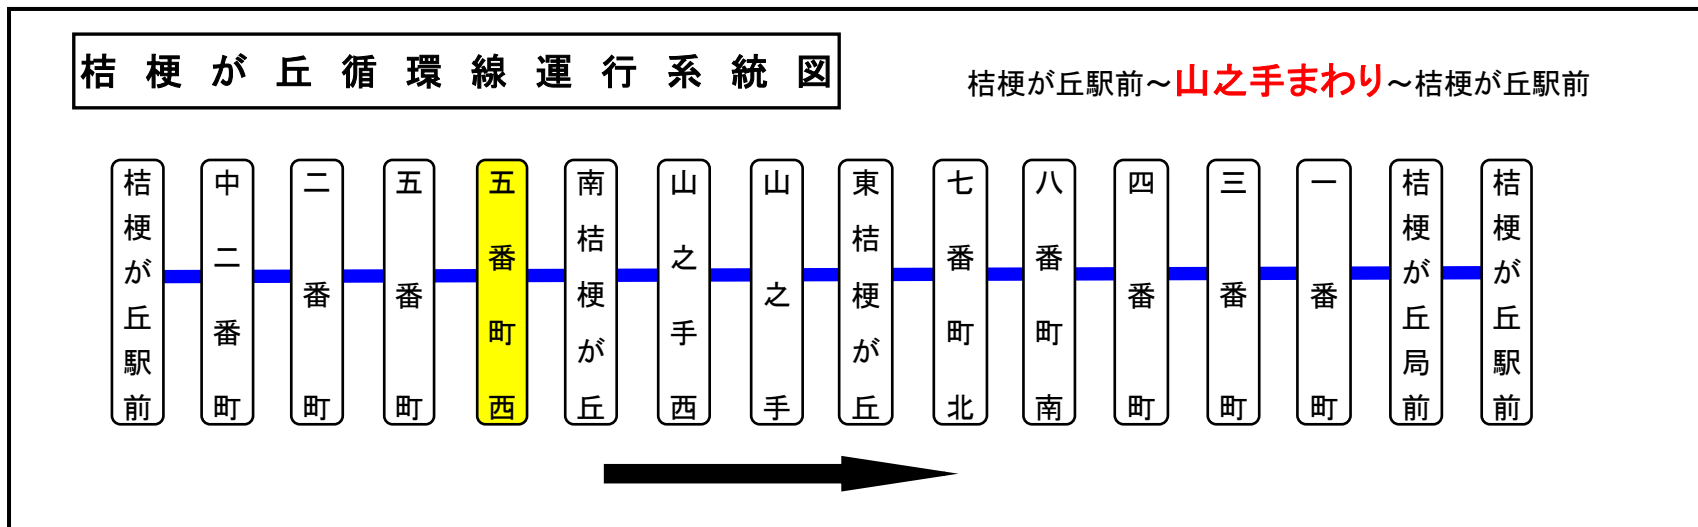 桔梗が丘循環線運行系統図
桔梗が丘駅前～山之手まわり～桔梗が丘駅前
桔梗が丘駅前
中二番町
二番町
五番町
五番町西
南桔梗が丘
山之手西
山之手
東桔梗が丘
七番町北
八番町南
四番町
三番町
一番町
桔梗が丘局前
桔梗が丘駅前